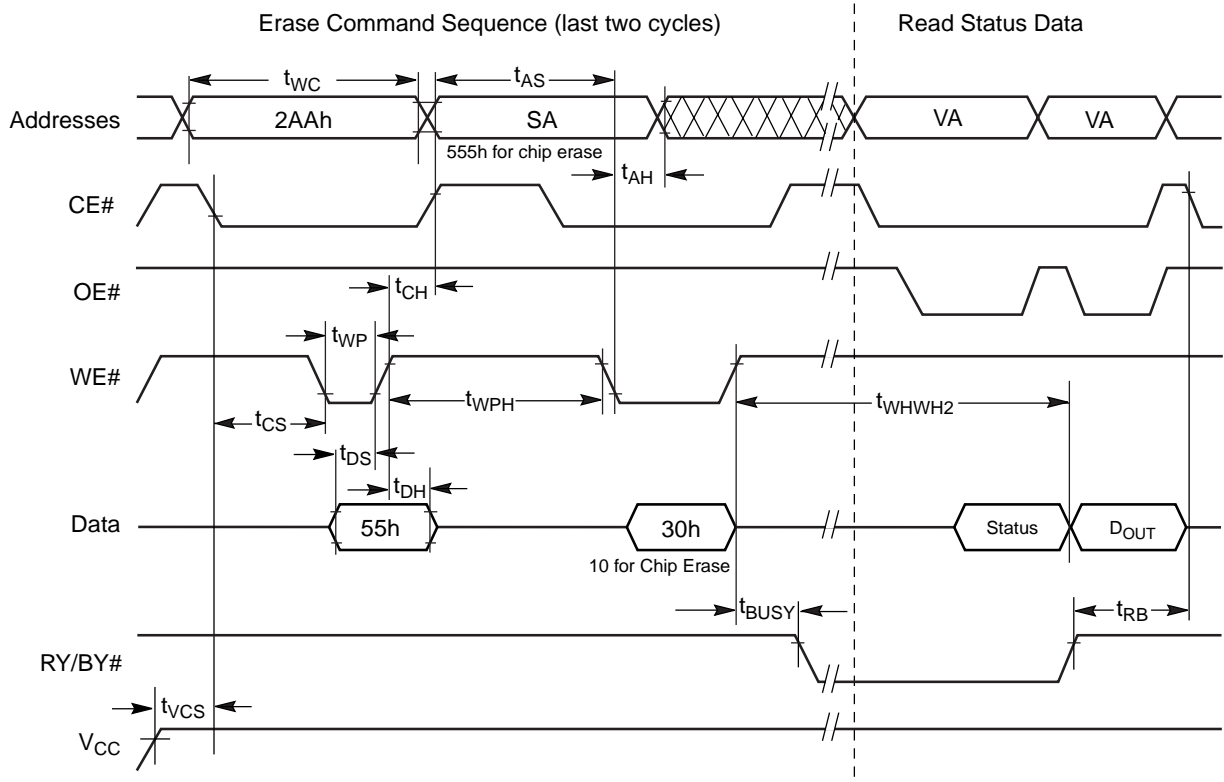 Erase Command Sequence (last two cycles)
Read Status Data
tWC
tAS
Addresses
2AAh
SA
VA
VA
555h for chip erase
tAH
CE#
OE#
tCH
tWP
WE#
tWPH
tWHWH2
tCS
tDS
tDH
Data
55h
30h
Status
DOUT
10 for Chip Erase
tBUSY
tRB
RY/BY#
tVCS
VCC